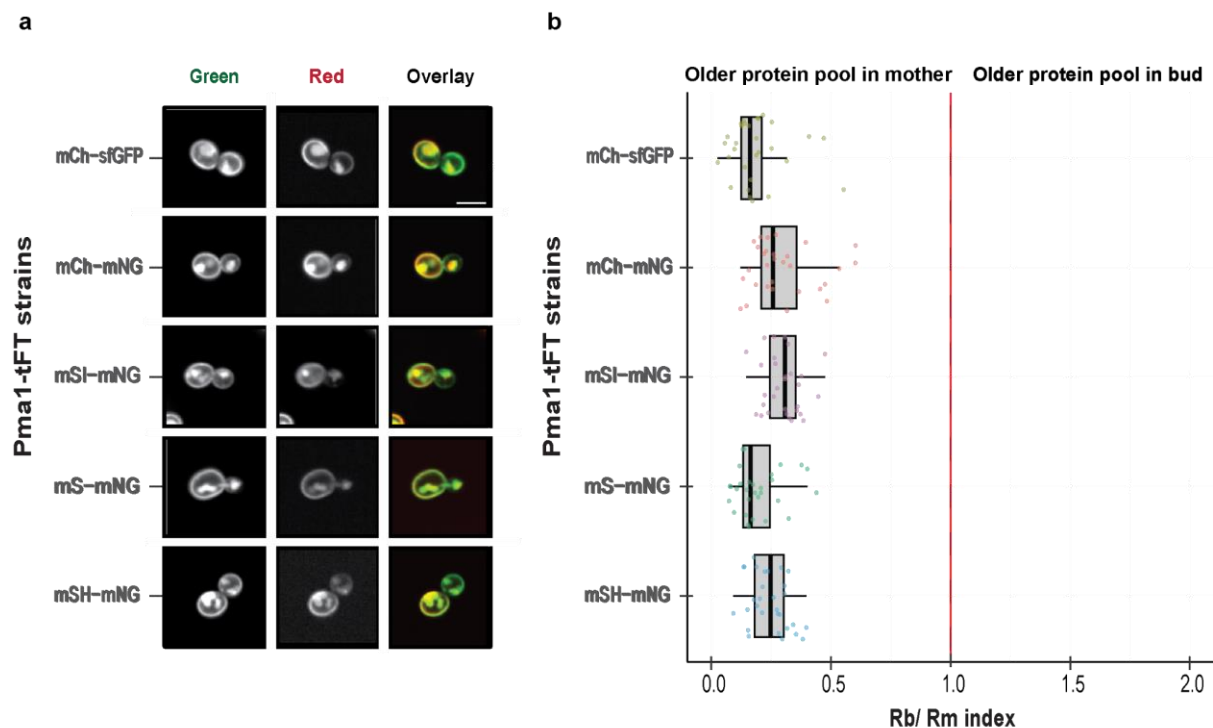 a
Green Red Overlay
Pma1-tFT strains
mCh-sfGFP
mCh-mNG
mSI-mNG
mS-mNG
mSH-mNG
b
Older protein pool in mother Older protein pool in bud
Pma1-tFT strains
mCh-sfGFP
mCh-mNG
mSI-mNG
mS-mNG
mSH-mNG
0.0 0.5 1.0 1.5 2.0
Rb/ Rm index